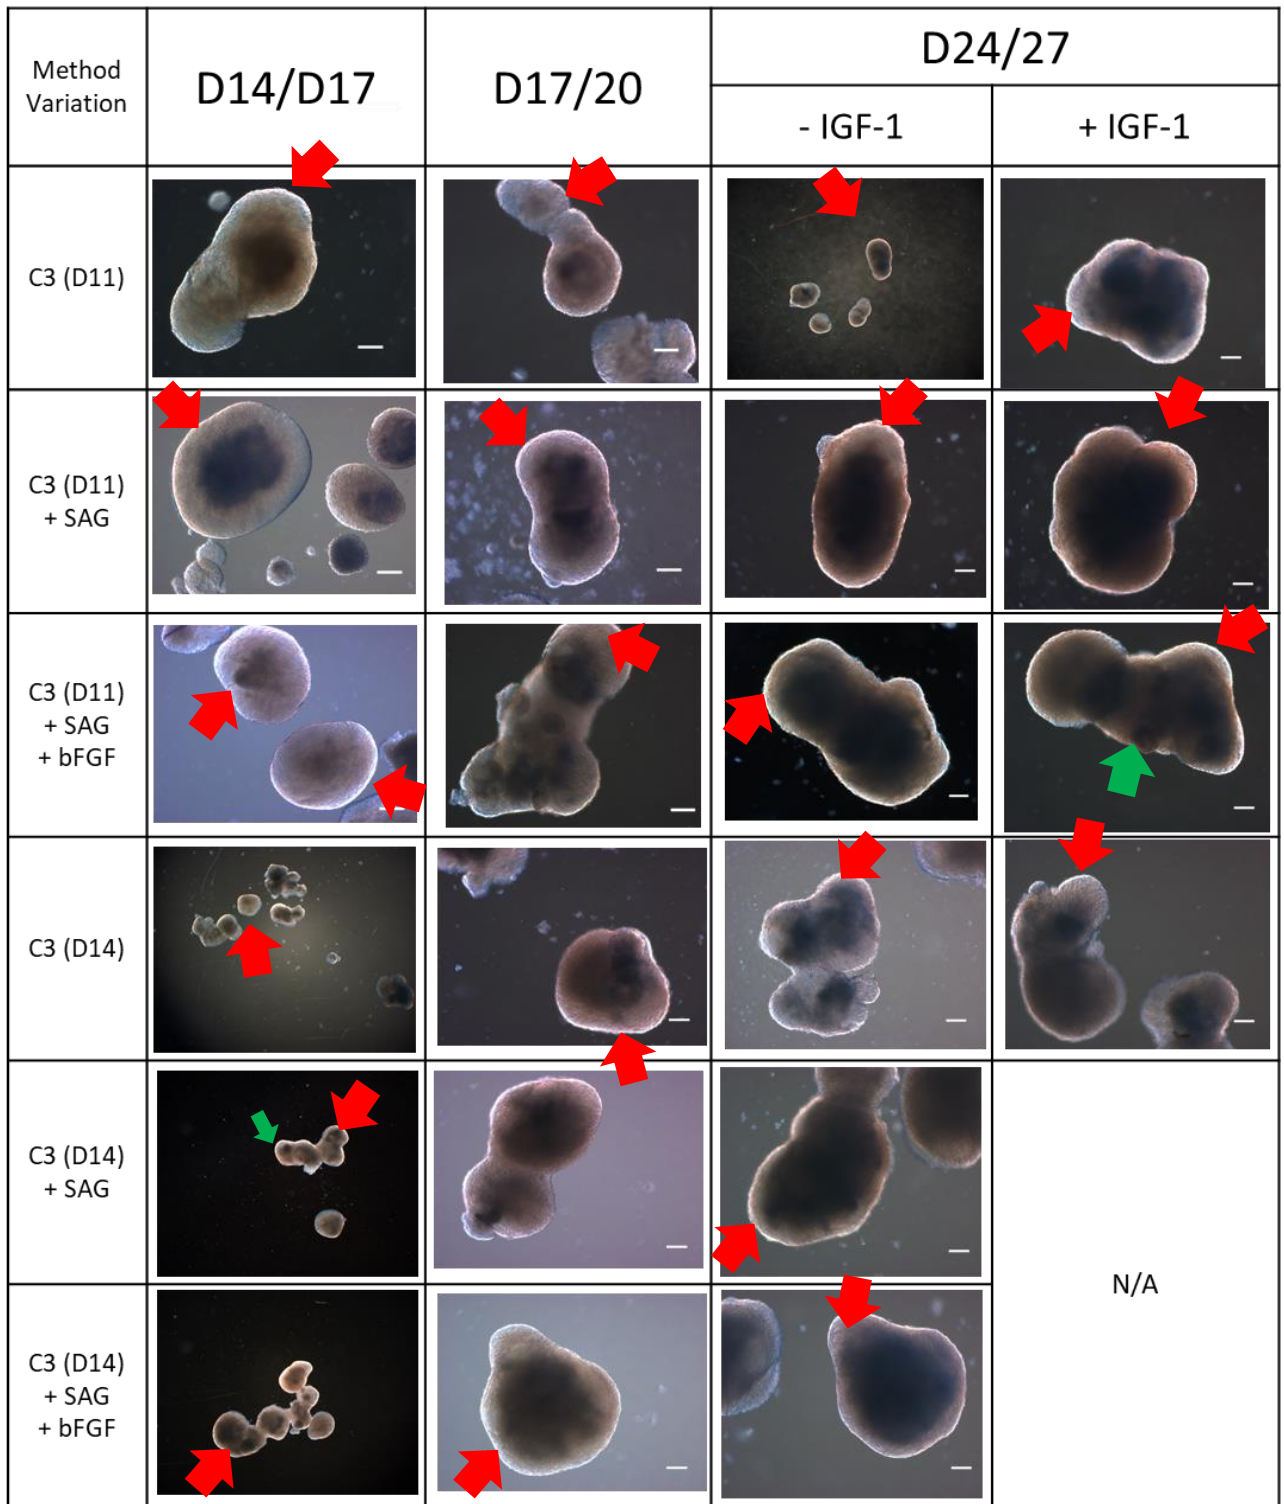 Method
Variation
D14/D17
D17/20
D24/27
- IGF-1
+ IGF-1
C3 (D11)
C3 (D11)
+ SAG
C3 (D11)
+ SAG
+ bFGF
C3 (D14)
C3 (D14)
+ SAG
N/A
C3 (D14)
+ SAG
+ bFGF